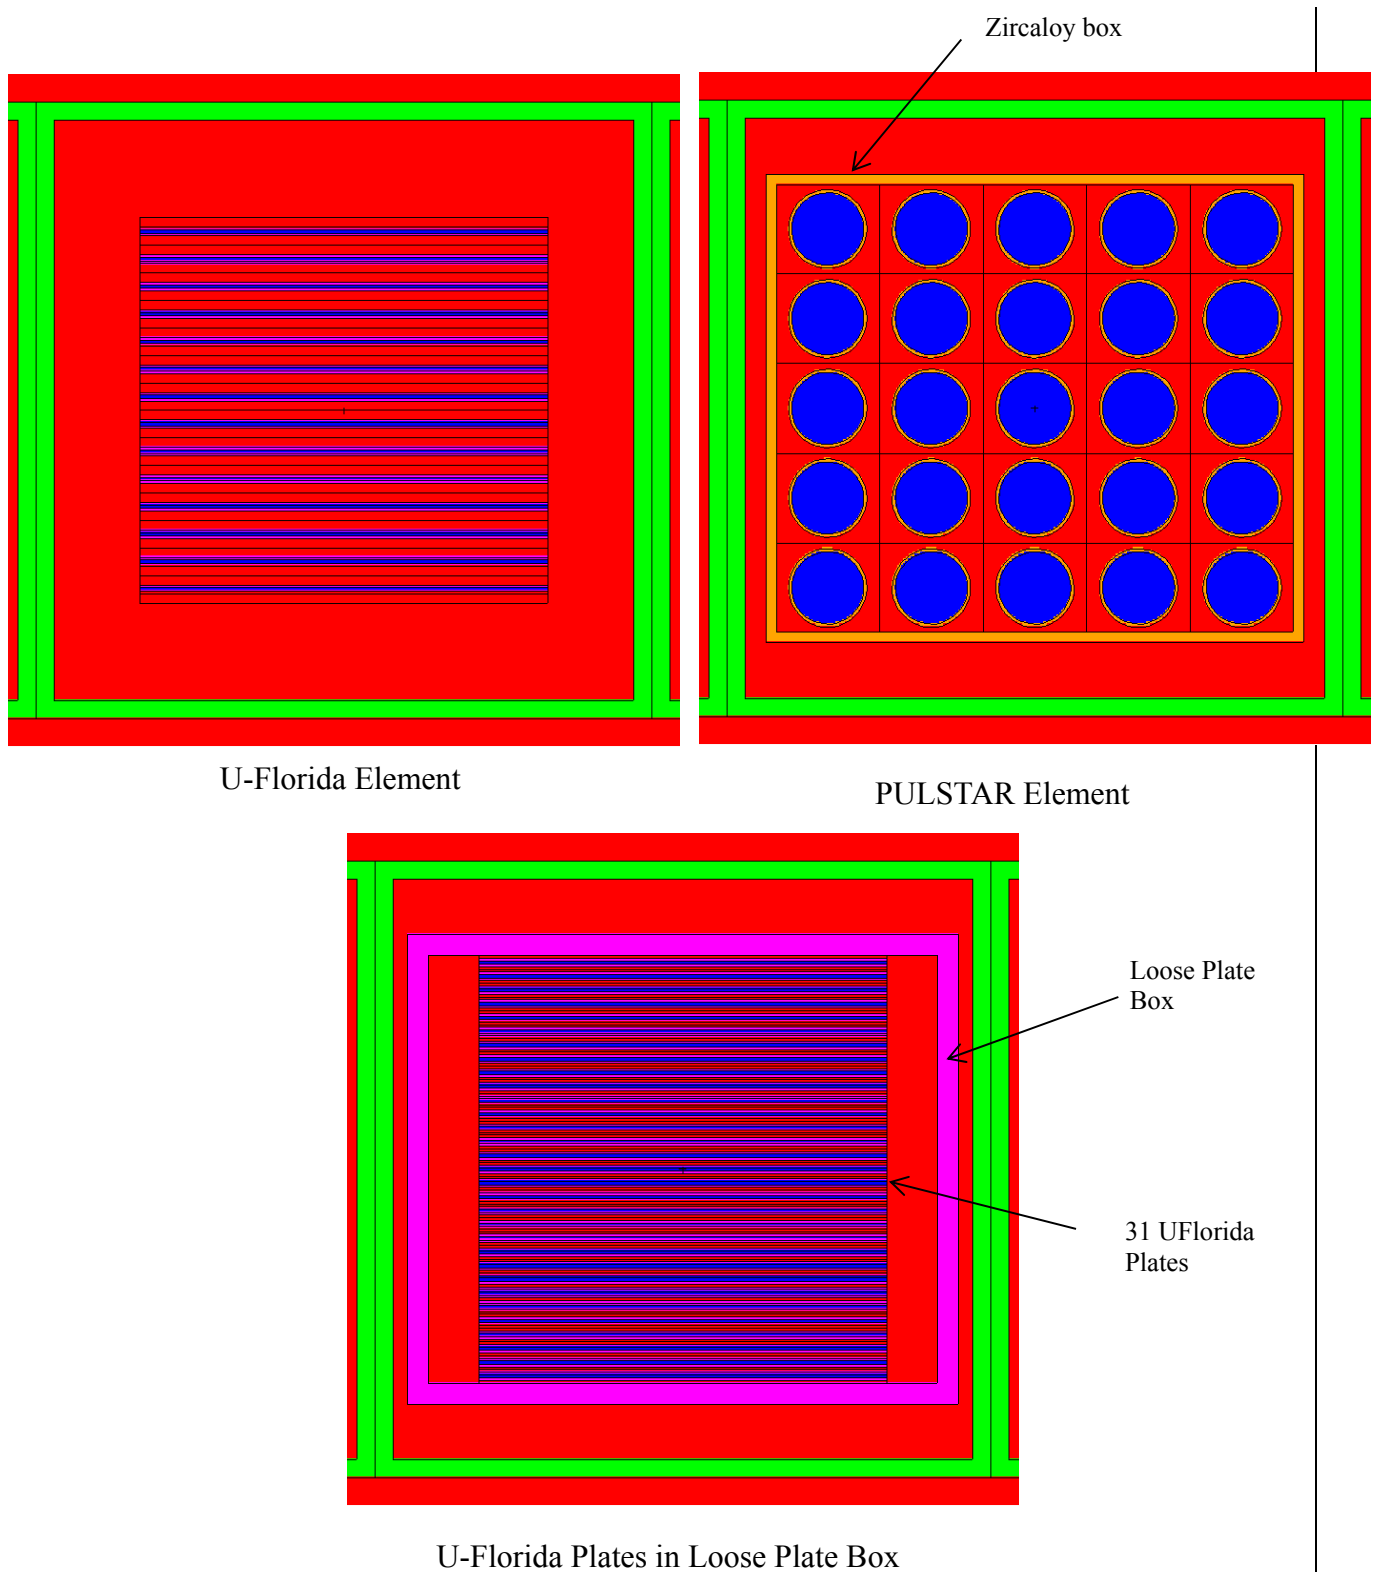 Zircaloy box
U-Florida Element
PULSTAR Element
Loose Plate
Box
31 UFlorida
Plates
U-Florida Plates in Loose Plate Box